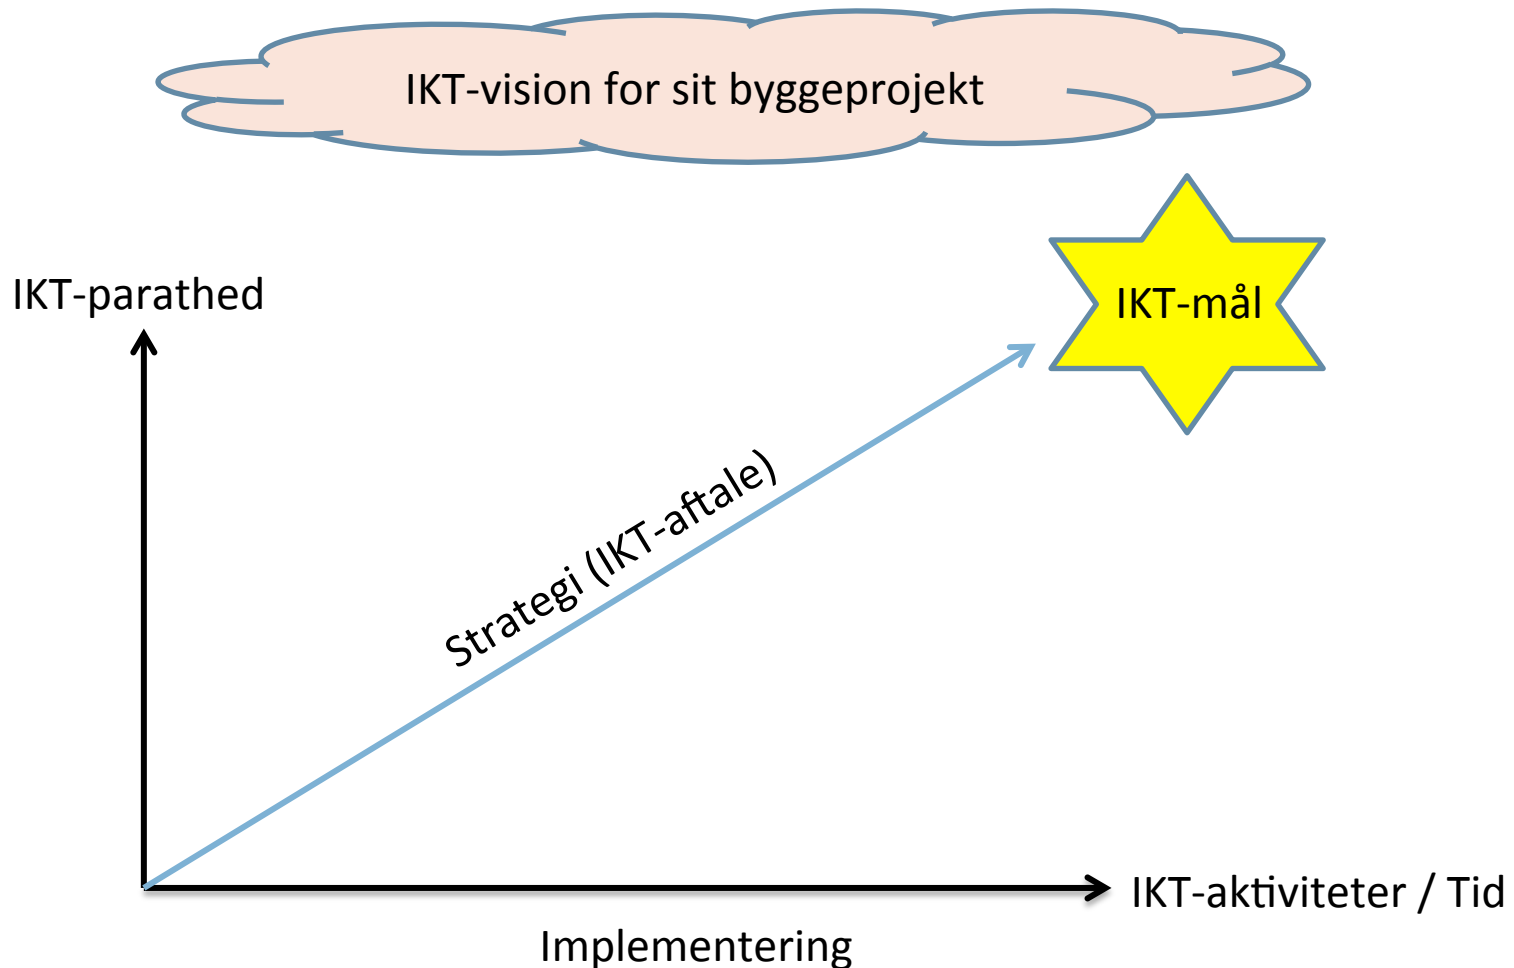 IKT-vision for sit byggeprojekt
IKT-parathed
IKT-mål
Strategi (IKT-aftale)
IKT-aktiviteter / Tid
Implementering